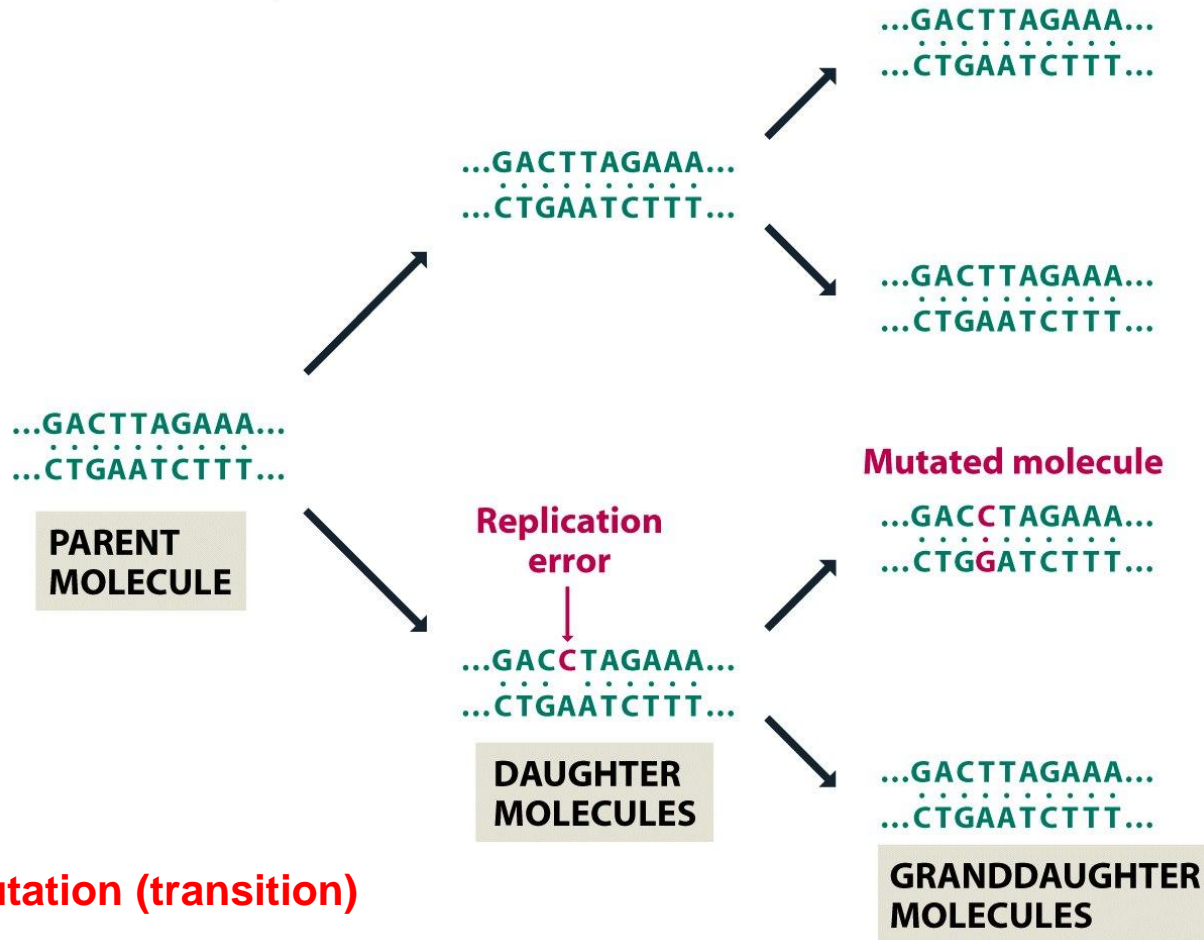 ...GACTTAGAAA...
...CTGAATCTTT...
...GACTTAGAAA...
...CTGAATCTTT...
...GACTTAGAAA...
...CTGAATCTTT...
...GACTTAGAAA...
...CTGAATCTTT...
PARENT
MOLECULE
Replication
error
...GACCTAGAAA...
...CTGAATCTTT...
DAUGHTER
MOLECULES
Mutated molecule
...GACCTAGAAA...
...CTGGATCTTT...
...GACTTAGAAA...
...CTGAATCTTT...
GRANDDAUGHTER
MOLECULES
(transition)